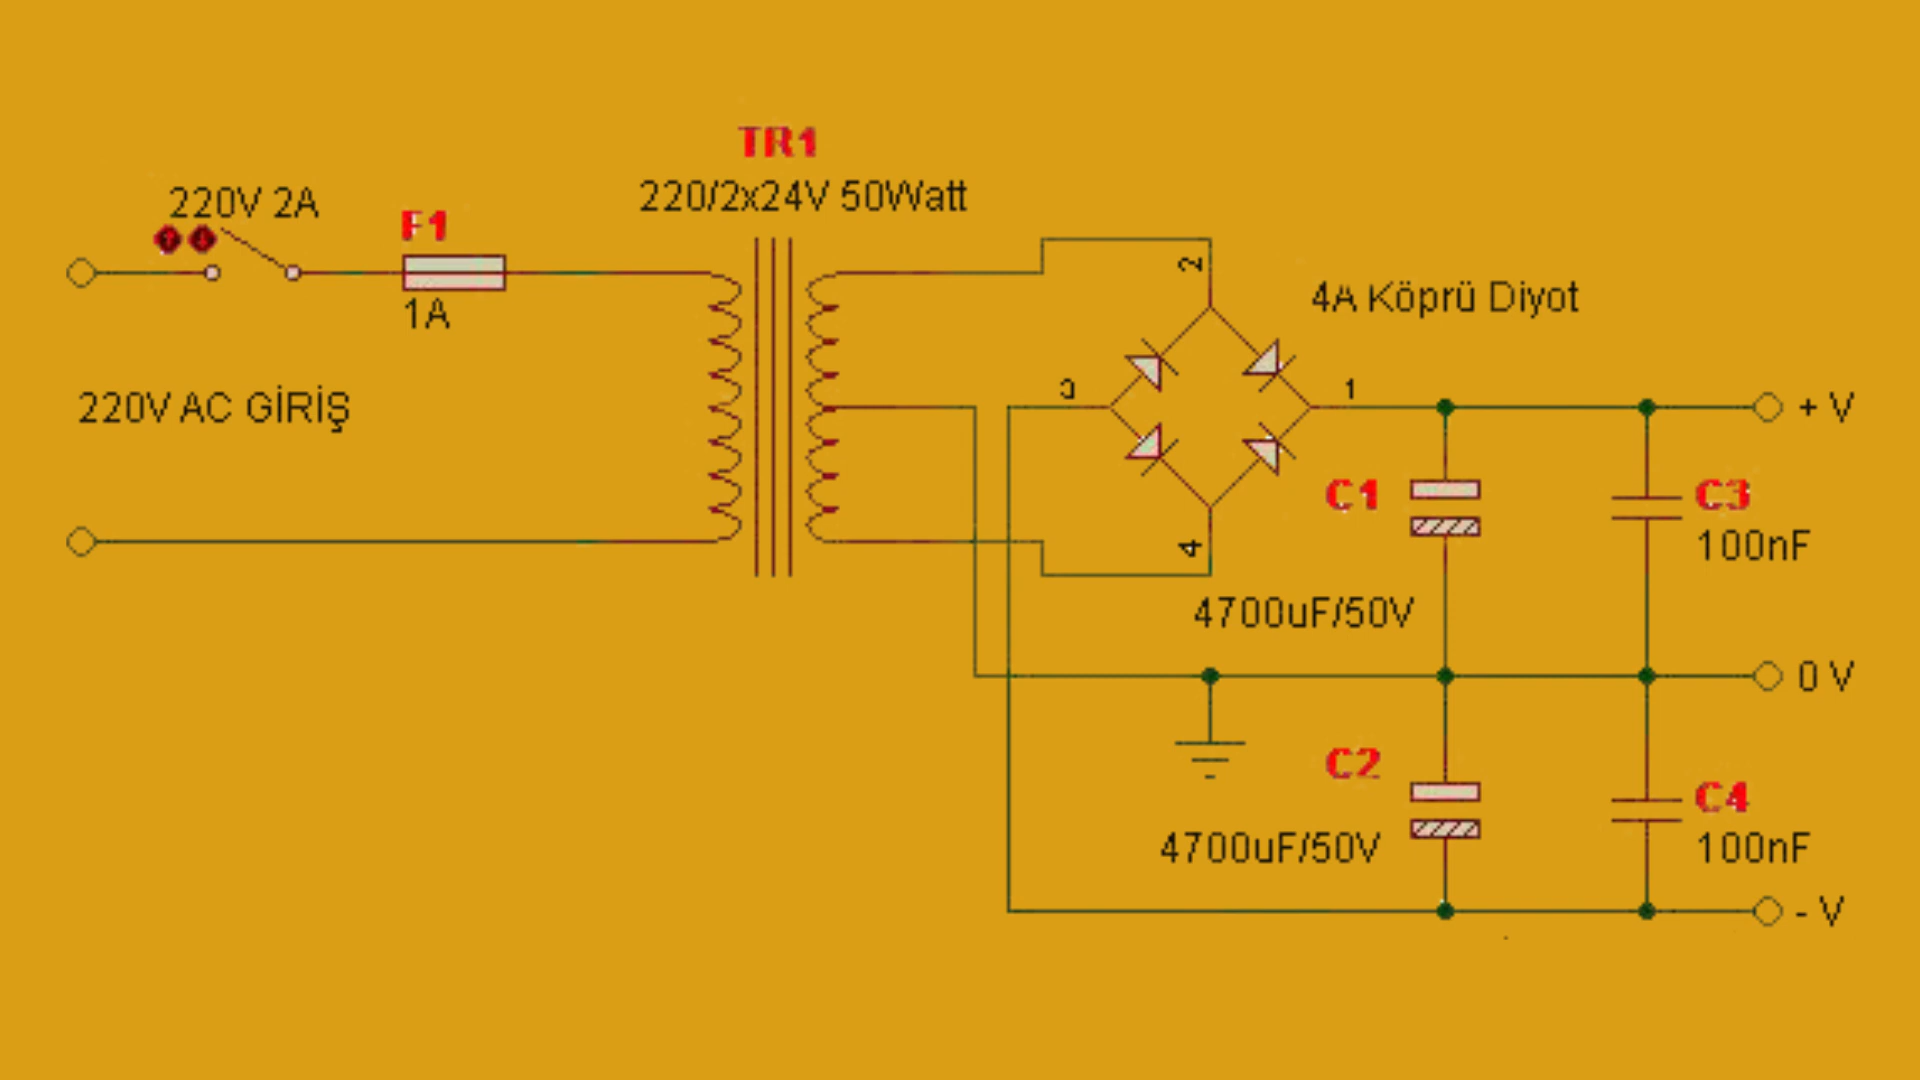 TR1
220/2x24V 50Watt
220V 2A
F1
1A
220V AC GİRİŞ
2
4A Köprü Diyot
3
1
+ V
C1
C3
100nF
4
4700uF/50V
0 V
C2
C4
4700uF/50V
100nF
- V